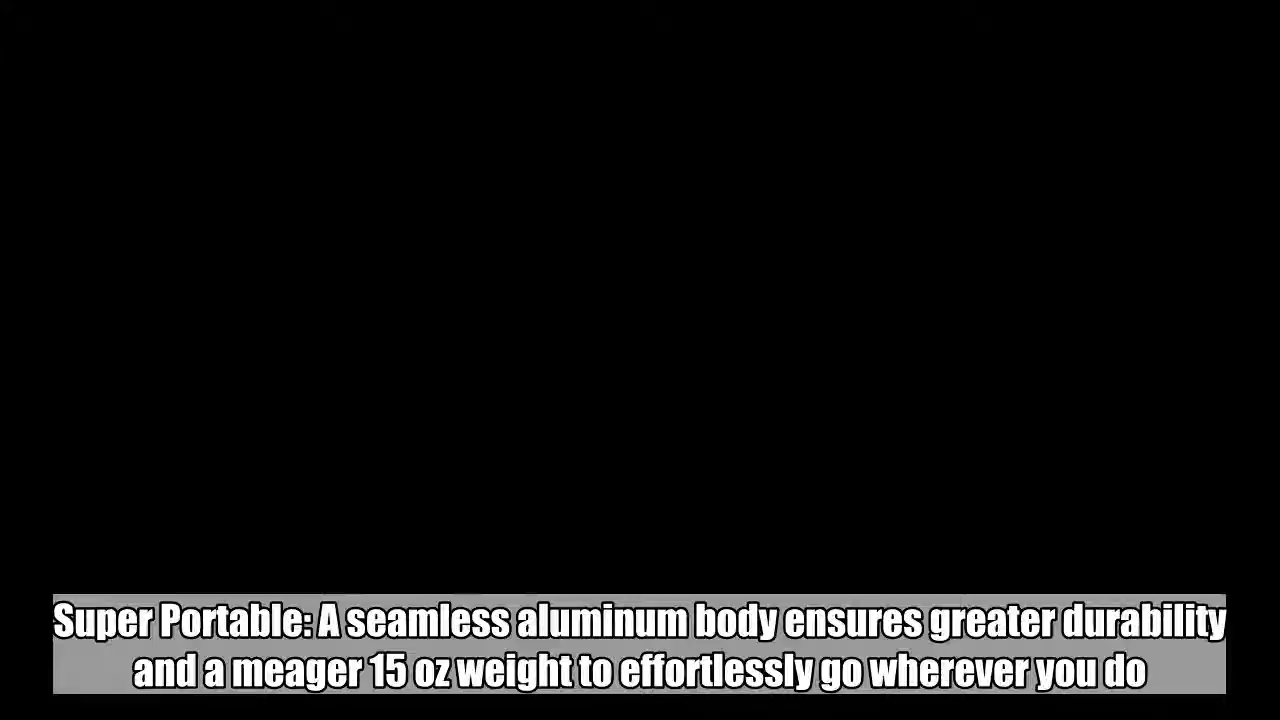 Super Portable: A seamless aluminum body ensures greater durability
and a meager 15 oz weight to effortlessly go wherever you do